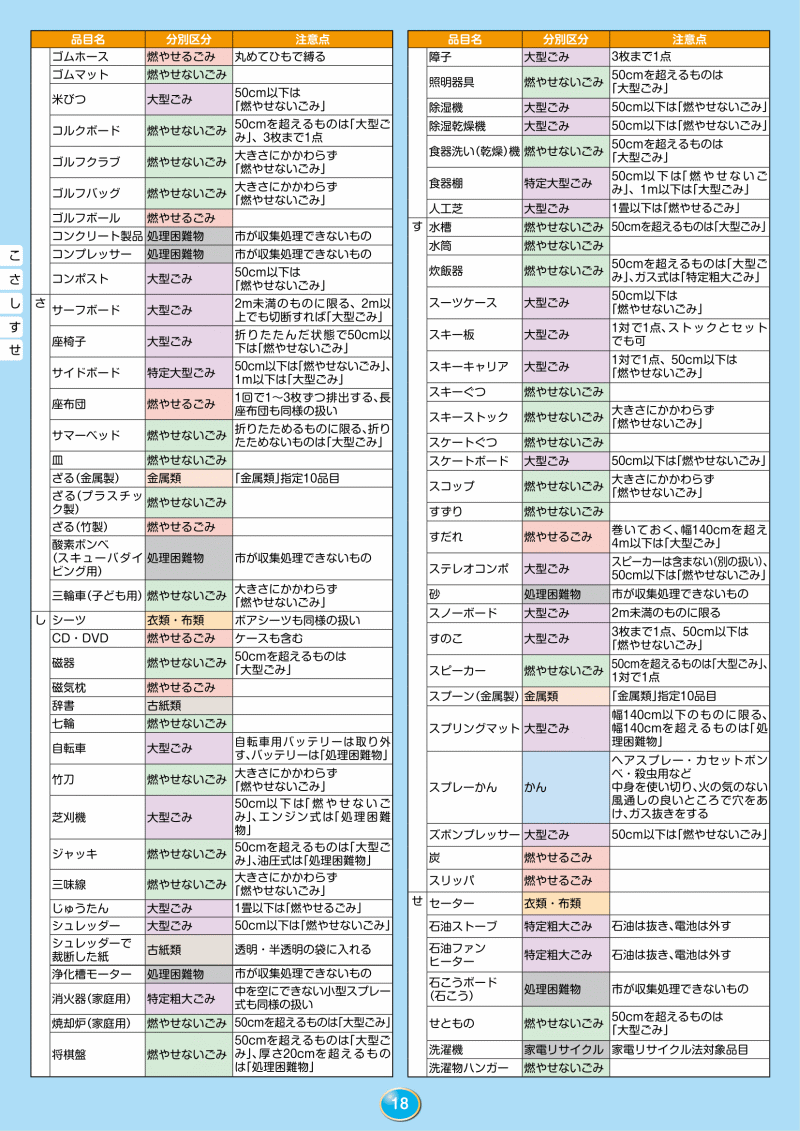 品目名 分別区分 注意点
ゴムホース 燃やせるごみ 丸めてひもで縛る
ゴムマット 燃やせないごみ
米びつ 大型ごみ 50cm以下は
「燃やせないごみ」
コルクボード 燃やせないごみ 50cmを超えるものは「大型ご
み」、3枚まで1点
ゴルフクラブ 燃やせないごみ 大きさにかかわらず
「燃やせないごみ」
ゴルフバッグ 燃やせないごみ 大きさにかかわらず
「燃やせないごみ」
ゴルフボール 燃やせるごみ
コンクリート製品 処理困難物 市が収集処理できないもの
コンプレッサー 処理困難物 市が収集処理できないもの
コンポスト 大型ごみ 50cm以下は
「燃やせないごみ」
さ サーフボード 大型ごみ 2m未満のものに限る、2m以
上でも切断すれば「大型ごみ」
座椅子 大型ごみ 折りたたんだ状態で50cm以
下は「燃やせないごみ」
サイドボード 特定大型ごみ 50cm以下は「燃やせないごみ」、
1m以下は「大型ごみ」
座布団 燃やせるごみ 1回で1〜3枚ずつ排出する、長
座布団も同様の扱い
サマーベッド 燃やせないごみ 折りたためるものに限る、折り
たためないものは「大型ごみ」
皿 燃やせないごみ
ざる(金属製) 金属類 「金属類」指定10品目
ざる(プラスチッ
ク製) 燃やせないごみ
ざる(竹製) 燃やせるごみ
酸素ボンベ
(スキューバダイ
ビング用) 処理困難物 市が収集処理できないもの
三輪車(子ども用) 燃やせないごみ 大きさにかかわらず
「燃やせないごみ」
し シーツ 衣類・布類 ボアシーツも同様の扱い
CD・DVD 燃やせるごみ ケースも含む
磁器 燃やせないごみ 50cmを超えるものは
「大型ごみ」
磁気枕 燃やせるごみ
辞書 古紙類
七輪 燃やせないごみ
自転車 大型ごみ 自転車用バッテリーは取り外
す、バッテリーは「処理困難物」
竹刀 燃やせないごみ 大きさにかかわらず
「燃やせないごみ」
芝刈機 大型ごみ 50cm以下は「燃やせないご
み」、エンジン式は「処理困難
物」
ジャッキ 燃やせないごみ 50cmを超えるものは「大型ご
み」、油圧式は「処理困難物」
三味線 燃やせないごみ 大きさにかかわらず
「燃やせないごみ」
じゅうたん 大型ごみ 1畳以下は「燃やせるごみ」
シュレッダー 大型ごみ 50cm以下は「燃やせないごみ」
シュレッダーで
裁断した紙 古紙類 透明・半透明の袋に入れる
浄化槽モーター 処理困難物 市が収集処理できないもの
消火器(家庭用) 特定粗大ごみ 中を空にできない小型スプレー
式も同様の扱い
焼却炉(家庭用) 燃やせないごみ 50cmを超えるものは「大型ごみ」
将棋盤 燃やせないごみ 50cmを超えるものは「大型ご
み」、厚さ20cmを超えるもの
は「処理困難物」
品目名 分別区分 注意点
障子 大型ごみ 3枚まで1点
照明器具 燃やせないごみ 50cmを超えるものは
「大型ごみ」
除湿機 大型ごみ 50cm以下は「燃やせないごみ」
除湿乾燥機 大型ごみ 50cm以下は「燃やせないごみ」
食器洗い(乾燥)機 燃やせないごみ 50cmを超えるものは
「大型ごみ」
食器棚 特定大型ごみ 50cm以下は「燃やせないご
み」、1m以下は「大型ごみ」
人工芝 大型ごみ 1畳以下は「燃やせるごみ」
す 水槽 燃やせないごみ 50cmを超えるものは「大型ごみ」
水筒 燃やせないごみ
炊飯器 燃やせないごみ 50cmを超えるものは「大型ご
み」、ガス式は「特定粗大ごみ」
スーツケース 大型ごみ 50cm以下は
「燃やせないごみ」
スキー板 大型ごみ 1対で1点、ストックとセット
でも可
スキーキャリア 大型ごみ 1対で1点、50cm以下は
「燃やせないごみ」
スキーぐつ 燃やせないごみ
スキーストック 燃やせないごみ 大きさにかかわらず
「燃やせないごみ」
スケートぐつ 燃やせないごみ
スケートボード 大型ごみ 50cm以下は「燃やせないごみ」
スコップ 燃やせないごみ 大きさにかかわらず
「燃やせないごみ」
すずり 燃やせないごみ
すだれ 燃やせるごみ 巻いておく、幅140cmを超え
4m以下は「大型ごみ」
ステレオコンポ 大型ごみ スピーカーは含まない(別の扱い)、
50cm以下は「燃やせないごみ」
砂 処理困難物 市が収集処理できないもの
スノーボード 大型ごみ 2m未満のものに限る
すのこ 大型ごみ 3枚まで1点、50cm以下は
「燃やせないごみ」
スピーカー 燃やせないごみ 50cmを超えるものは「大型ごみ」、
1対で1点
スプーン(金属製) 金属類 「金属類」指定10品目
スプリングマット 大型ごみ 幅140cm以下のものに限る、
幅140cmを超えるものは「処
理困難物」
スプレーかん かん ヘアスプレー・カセットボン
ベ・殺虫用など
中身を使い切り、火の気のない
風通しの良いところで穴をあ
け、ガス抜きをする
ズボンプレッサー 大型ごみ 50cm以下は「燃やせないごみ」
炭 燃やせるごみ
スリッパ 燃やせるごみ
せ セーター 衣類・布類
石油ストーブ 特定粗大ごみ 石油は抜き、電池は外す
石油ファン
ヒーター 特定粗大ごみ 石油は抜き、電池は外す
石こうボード
(石こう) 処理困難物 市が収集処理できないもの
せともの 燃やせないごみ 50cmを超えるものは
「大型ごみ」
洗濯機 家電リサイクル 家電リサイクル法対象品目
洗濯物ハンガー 燃やせないごみ
こ
さ
し
す
せ
18